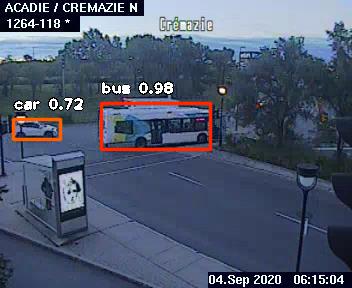 ACADIE / CREMAZIE N
1264-118 *
Crémazie
bus 0.98
car 0.72
04.Sep 2020 06:15:04